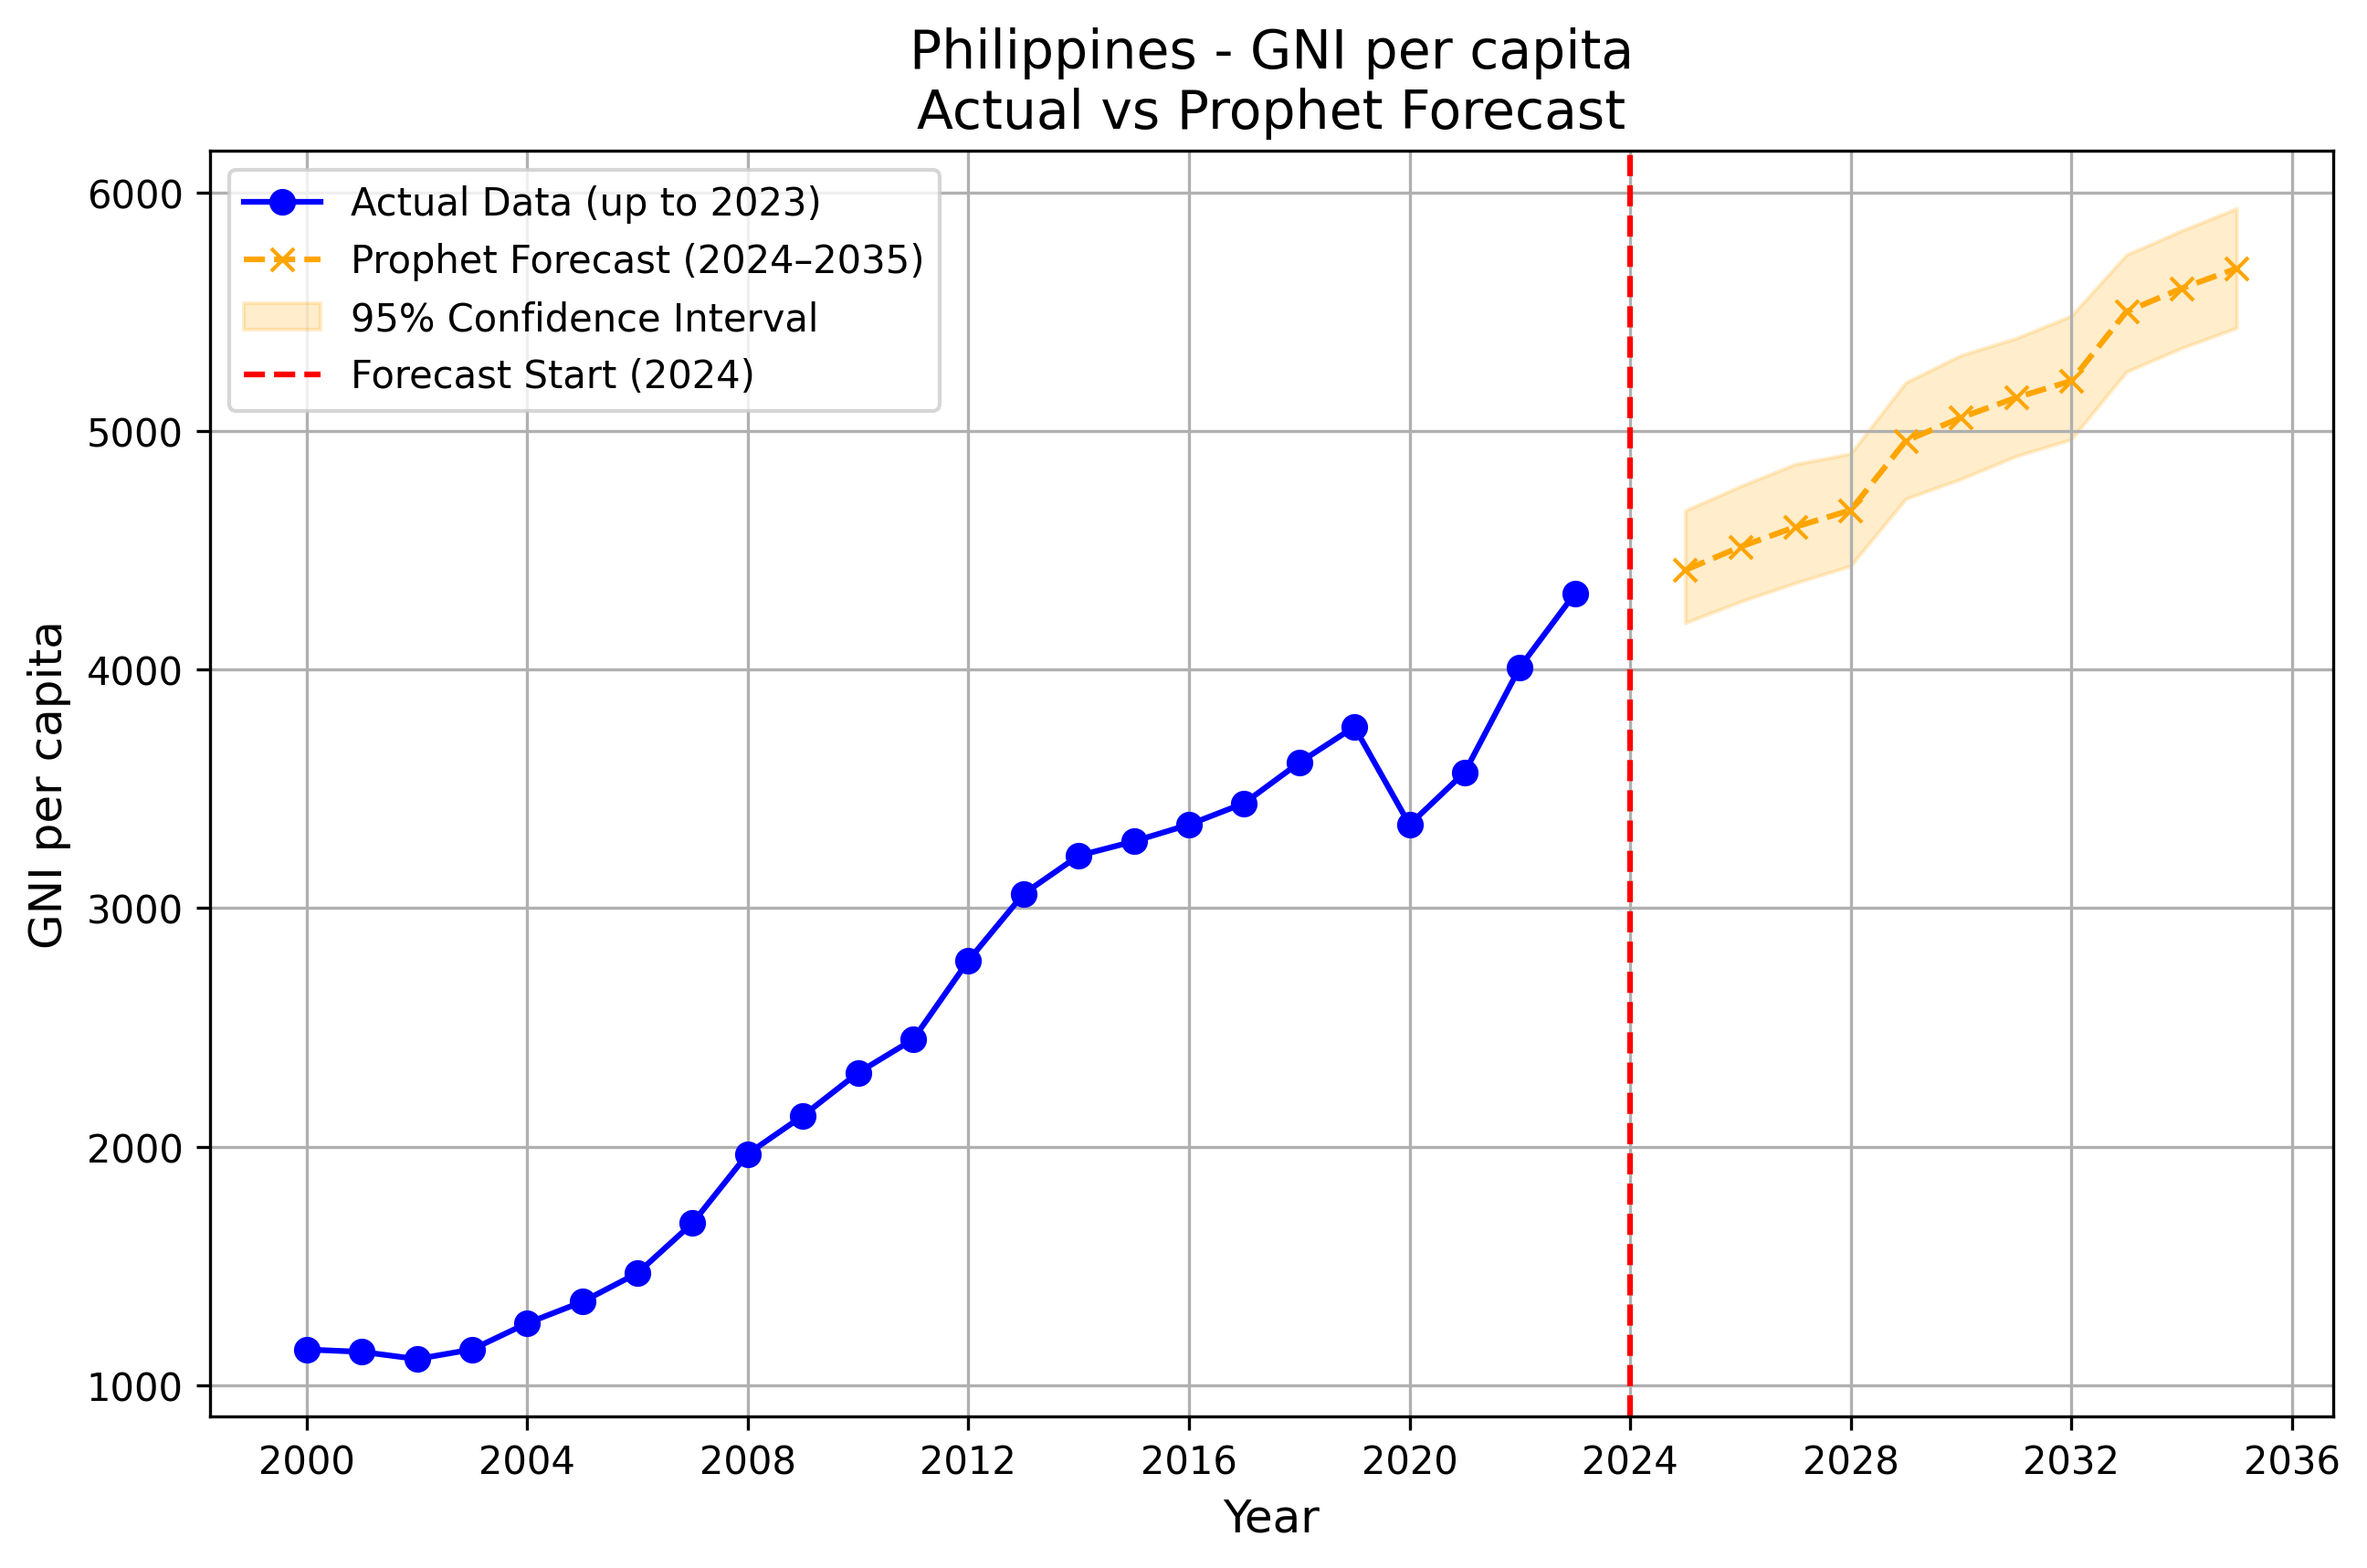 Philippines - GNI per capita
Actual vs Prophet Forecast
Actual Data (up to 2023)
Prophet Forecast (2024–2035)
95% Confidence Interval
Forecast Start (2024)
GNI per capita
6000
5000
4000
3000
2000
1000
2000 2004 2008 2012 2016 2020 2024 2028 2032 2036
Year